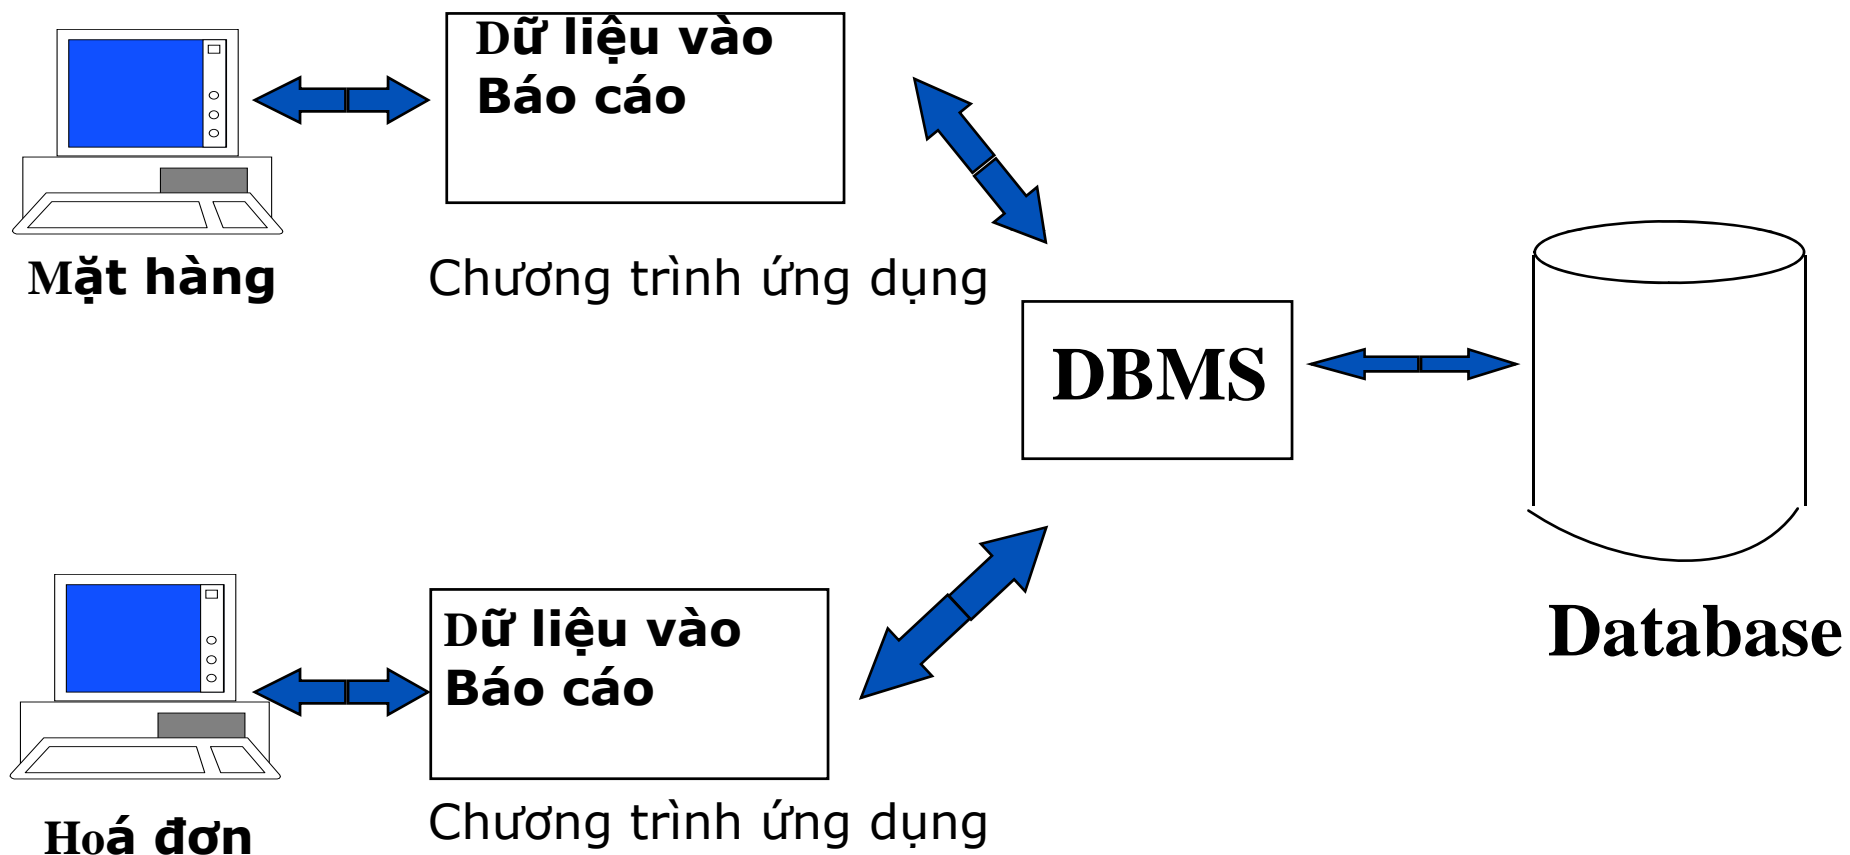 Dữ liệu vào
Báo cáo
Mặt hàng
Chương trình ứng dụng
DBMS
Database
Dữ liệu vào
Báo cáo
Hoá đơn
Chương trình ứng dụng